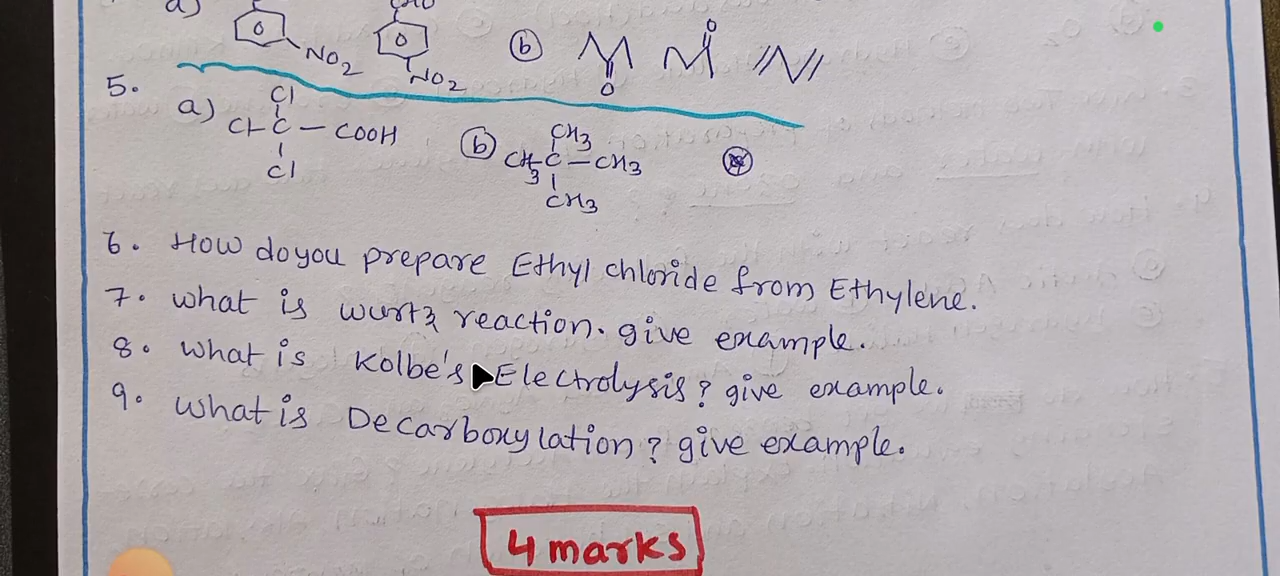 a)
NO2
NO2
b
O
O
5.
a) Cl
Cl-C-COOH
Cl
b CH3
CH3-C-CH3
CH3
6. How do you prepare Ethyl chloride from Ethylene.
7. what is wurtz reaction. give example.
8. what is Kolbe's Electrolysis? give example.
9. what is Decarboxylation? give example.
4 marks